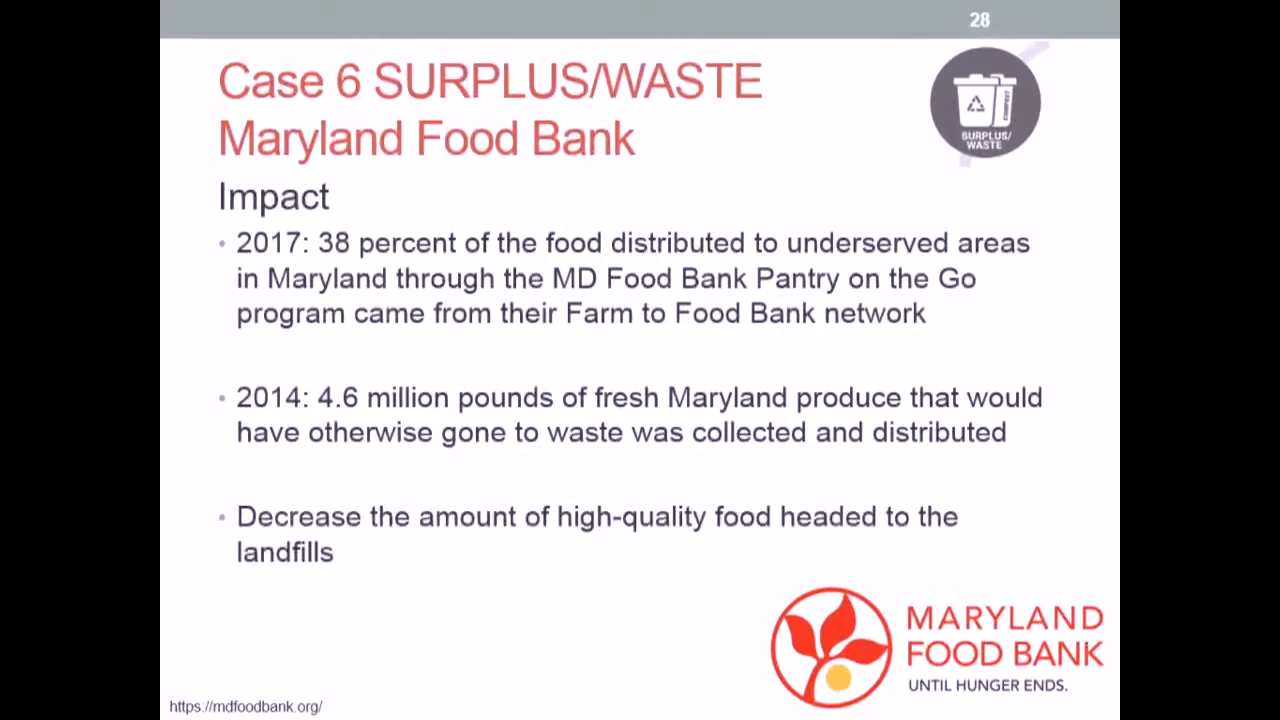 28
Case 6 SURPLUS/WASTE
Maryland Food Bank
COMPOST
SURPLUS/
WASTE
Impact
• 2017: 38 percent of the food distributed to underserved areas
in Maryland through the MD Food Bank Pantry on the Go
program came from their Farm to Food Bank network
• 2014: 4.6 million pounds of fresh Maryland produce that would
have otherwise gone to waste was collected and distributed
• Decrease the amount of high-quality food headed to the
landfills
MARYLAND
FOOD BANK
UNTIL HUNGER ENDS.
https://mdfoodbank.org/